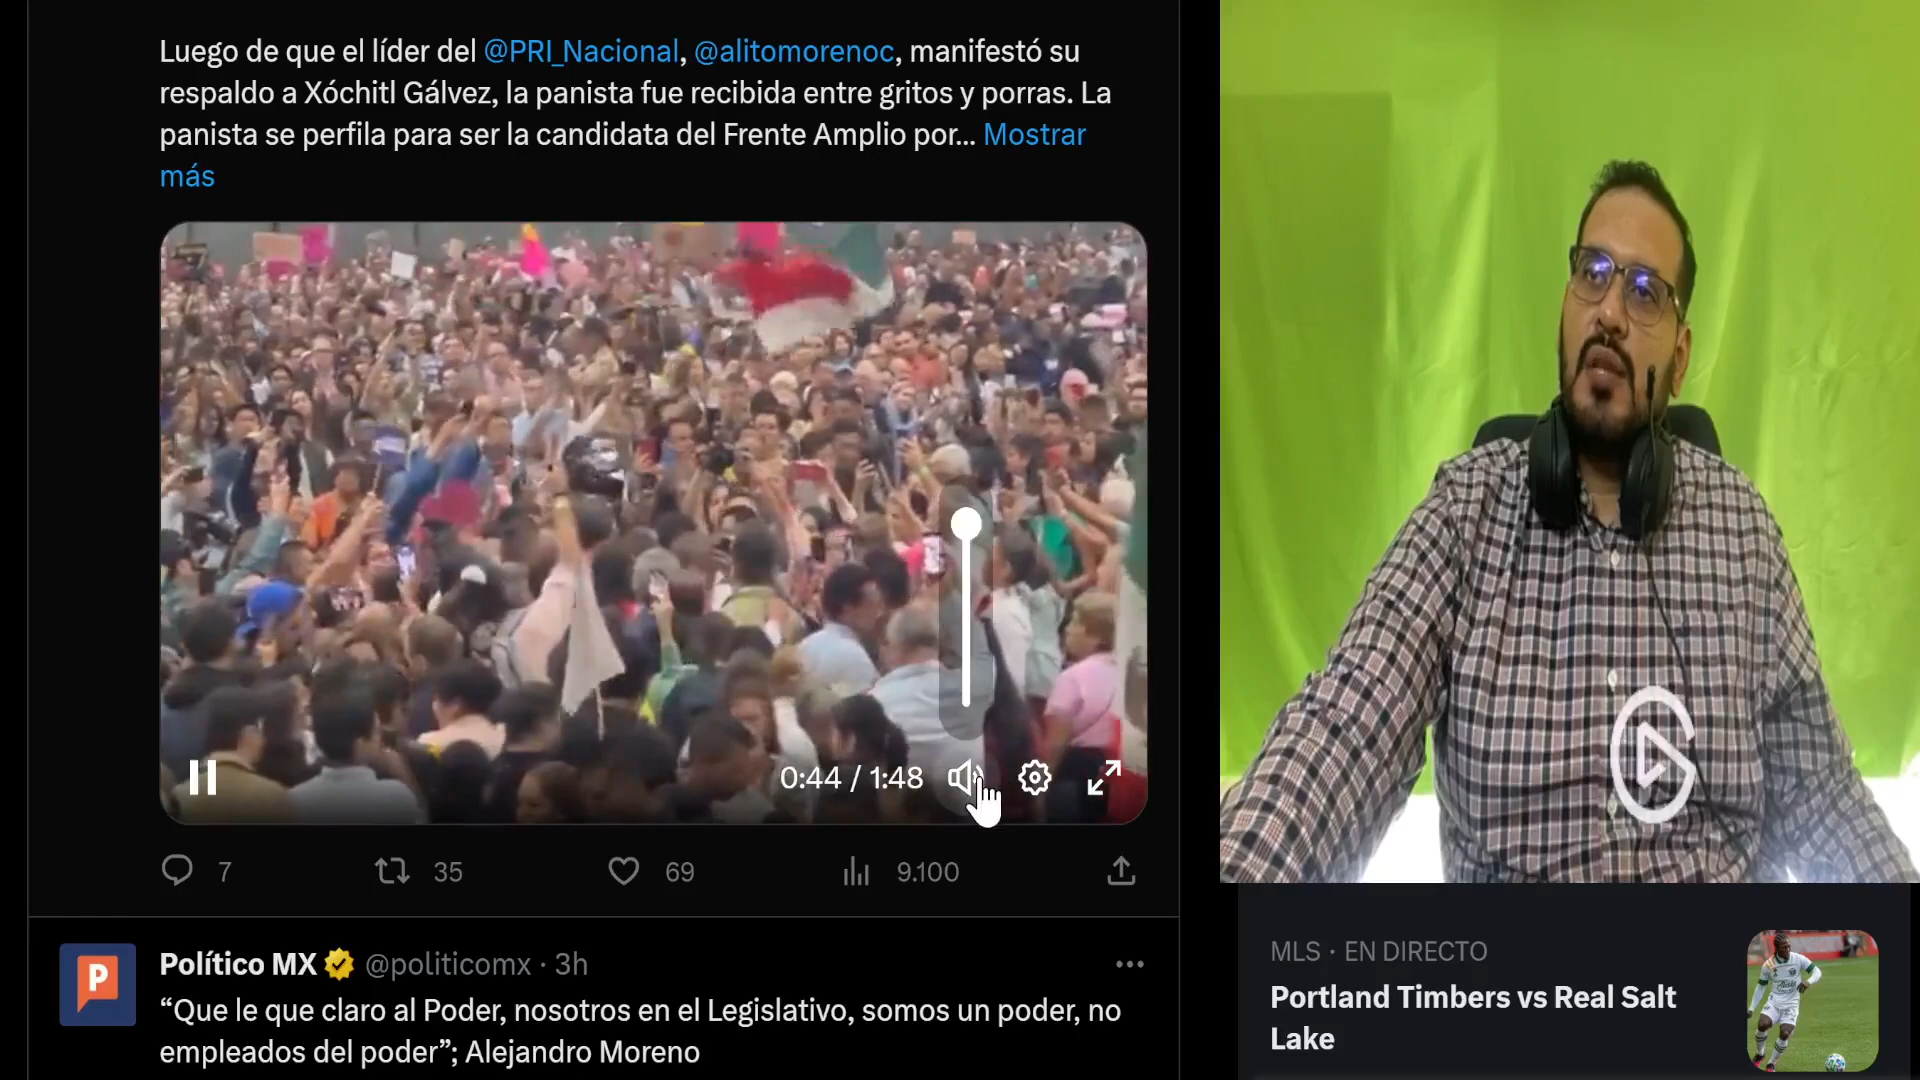 Luego de que el líder del @PRI_Nacional, @alitomorenoc, manifestó su
respaldo a Xóchitl Gálvez, la panista fue recibida entre gritos y porras. La
panista se perfila para ser la candidata del Frente Amplio por... Mostrar
más
0:44 / 1:48
7 35 69 9.100
Político MX @politicomx · 3h
“Que le que claro al Poder, nosotros en el Legislativo, somos un poder, no
empleados del poder”; Alejandro Moreno
MLS · EN DIRECTO
Portland Timbers vs Real Salt
Lake